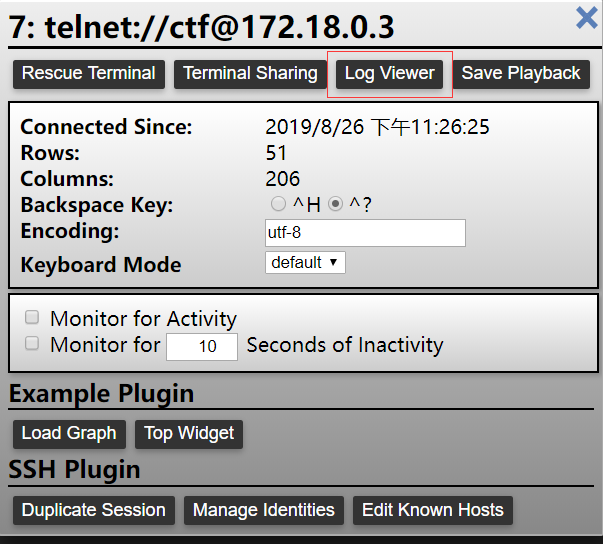 7: telnet://ctf@172.18.0.3
Rescue Terminal Terminal Sharing Log Viewer Save Playback
Connected Since: 2019/8/26 下午11:26:25
Rows: 51
Columns: 206
Backspace Key: ^H ^?
Encoding: utf-8
Keyboard Mode default
Monitor for Activity
Monitor for 10 Seconds of Inactivity
Example Plugin
Load Graph Top Widget
SSH Plugin
Duplicate Session Manage Identities Edit Known Hosts